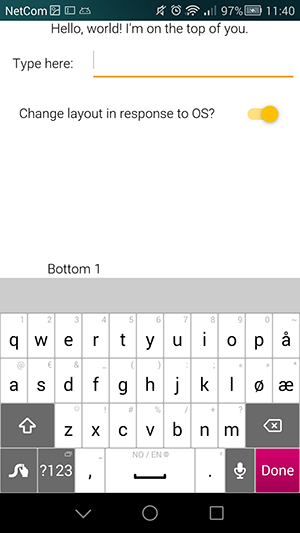 NetCom 97% 11:40
Hello, world! I'm on the top of you.
Type here:
Change layout in response to OS?
Bottom 1
1 2 3 4 5 6 7 8 9 0
q w e r t y u i o p å
@ € & _ ( ) : ; "
a s d f g h j k l ø æ
! # % / + ?
z x c v b n m
?123 , NO / EN . Done